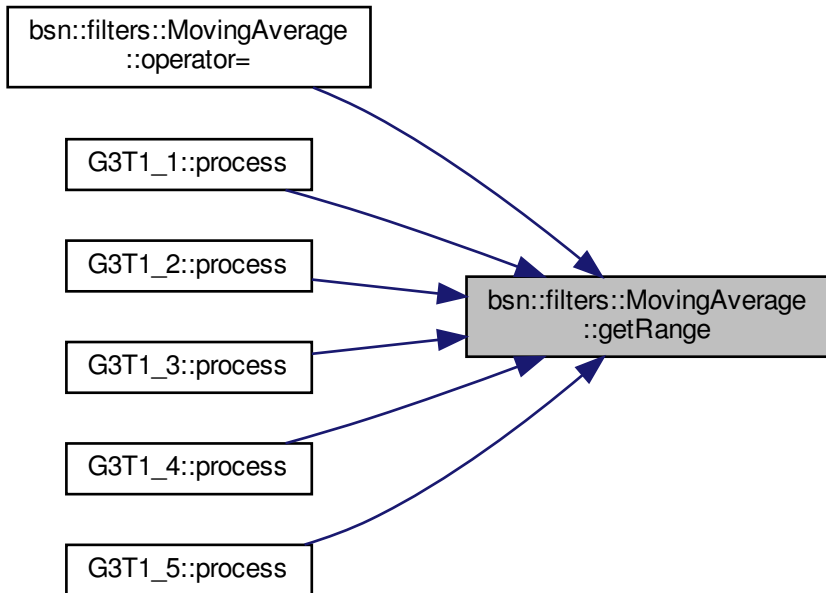 bsn::filters::MovingAverage
::operator=
G3T1_1::process
G3T1_2::process
bsn::filters::MovingAverage
::getRange
G3T1_3::process
G3T1_4::process
G3T1_5::process